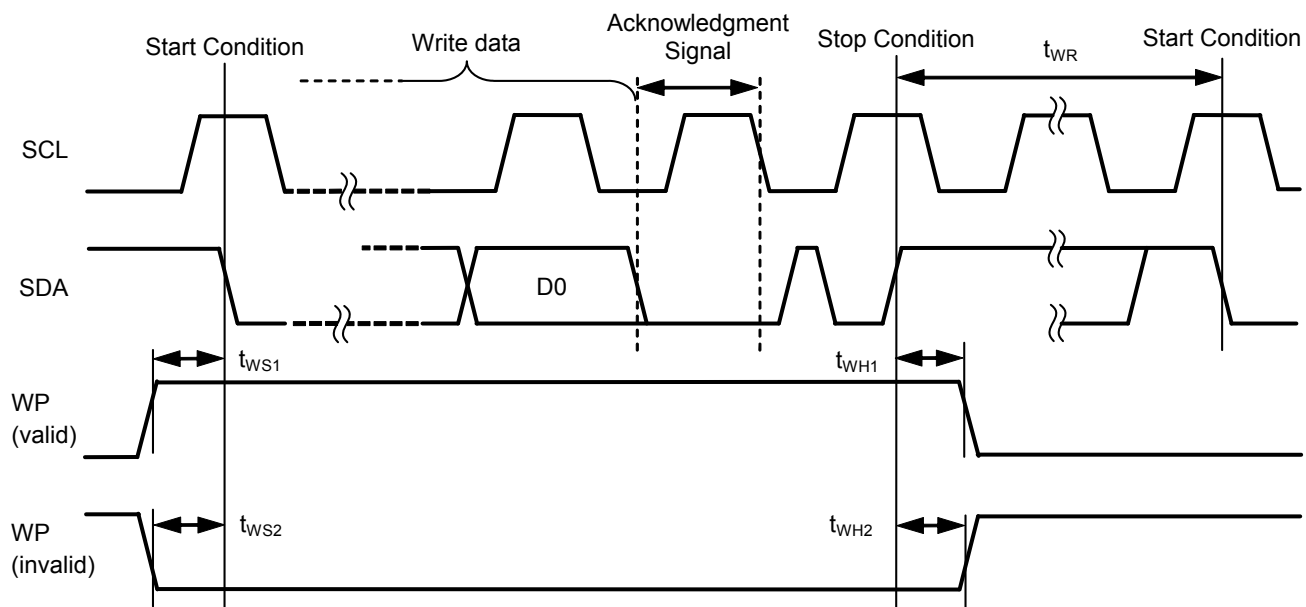 Start Condition
Write data
Acknowledgment
Signal
Stop Condition
tWR
Start Condition
SCL
SDA
D0
tWS1
tWH1
WP
(valid)
tWS2
tWH2
WP
(invalid)